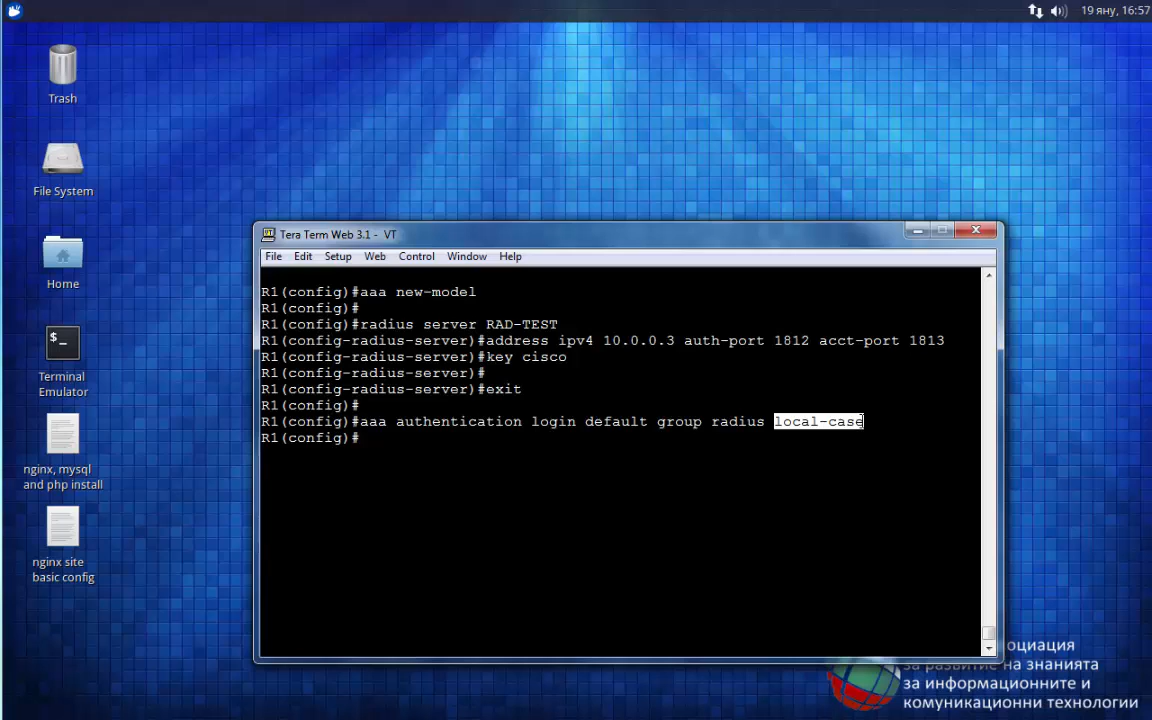 19 яну, 16:57
Trash
File System
Home
Terminal
Emulator
nginx, mysql
and php install
nginx site
basic config
Tera Term Web 3.1 - VT
File Edit Setup Web Control Window Help
R1(config)#aaa new-model
R1(config)#
R1(config)#radius server RAD-TEST
R1(config-radius-server)#address ipv4 10.0.0.3 auth-port 1812 acct-port 1813
R1(config-radius-server)#key cisco
R1(config-radius-server)#
R1(config-radius-server)#exit
R1(config)#
R1(config)#aaa authentication login default group radius local-case
R1(config)#
оциация
за развитие на знанията
за информационните и
комуникационни технологии